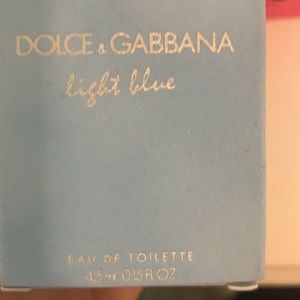 DOLCE & GABBANA
light blue
EAU DE TOILETTE
4.5 mL 0.15 FL OZ